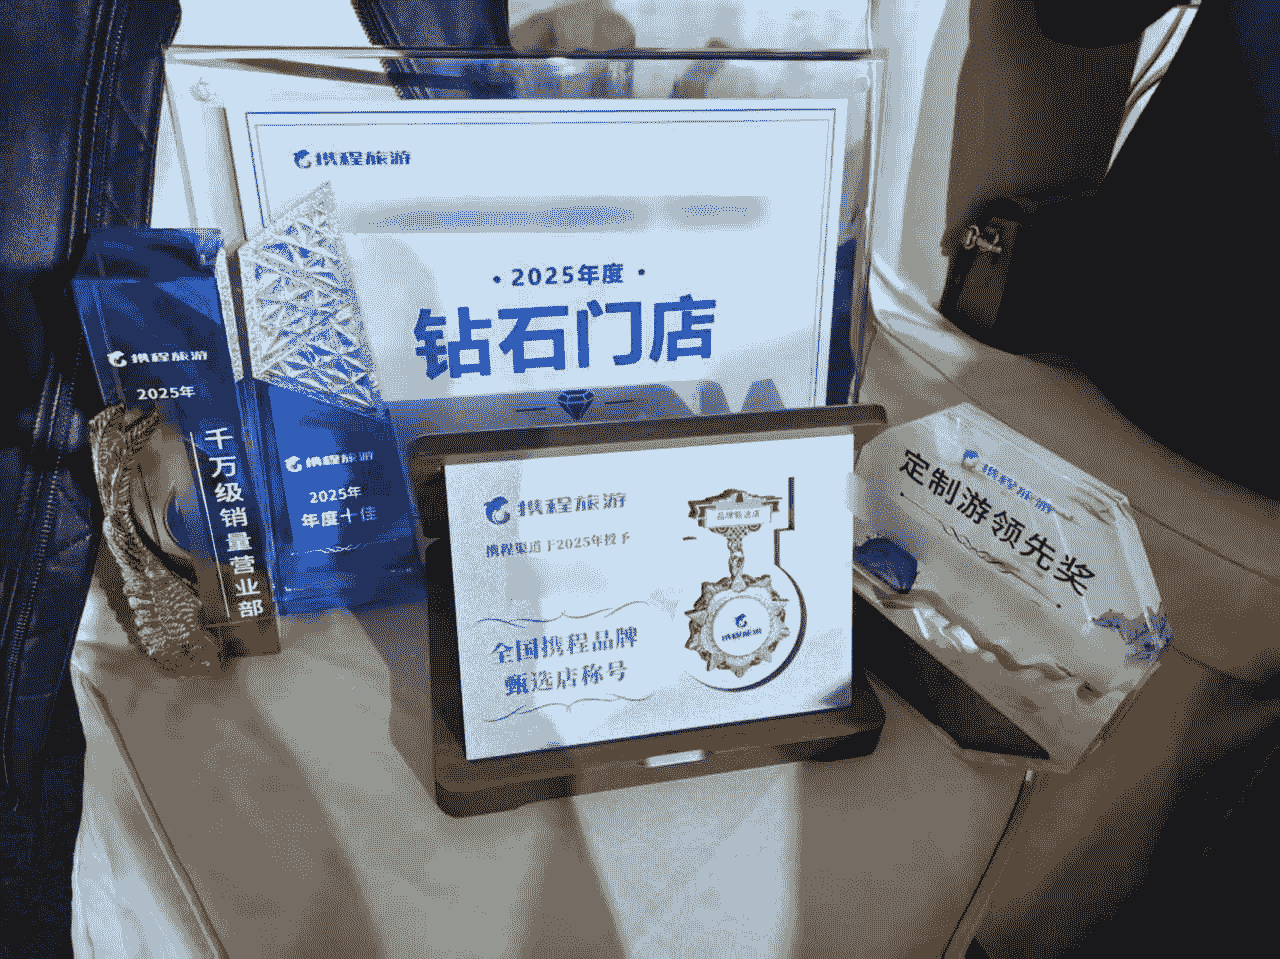 携程旅游
·2025年度·
钻石门店
携程旅游
2025年
千万级销量营业部
携程旅游
2025年
年度十佳
携程旅游
携程渠道于2025年授予
全国携程品牌
甄选店称号
品牌甄选店
携程旅游
携程旅游
定制游领先奖